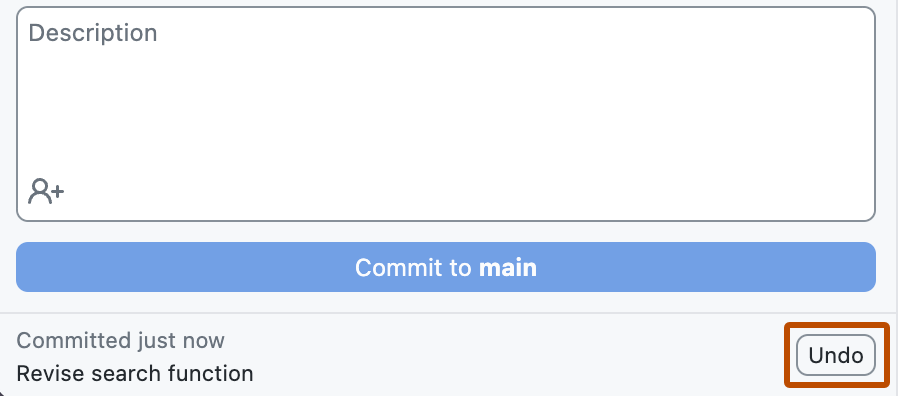 Description
Commit to main
Committed just now
Revise search function
Undo